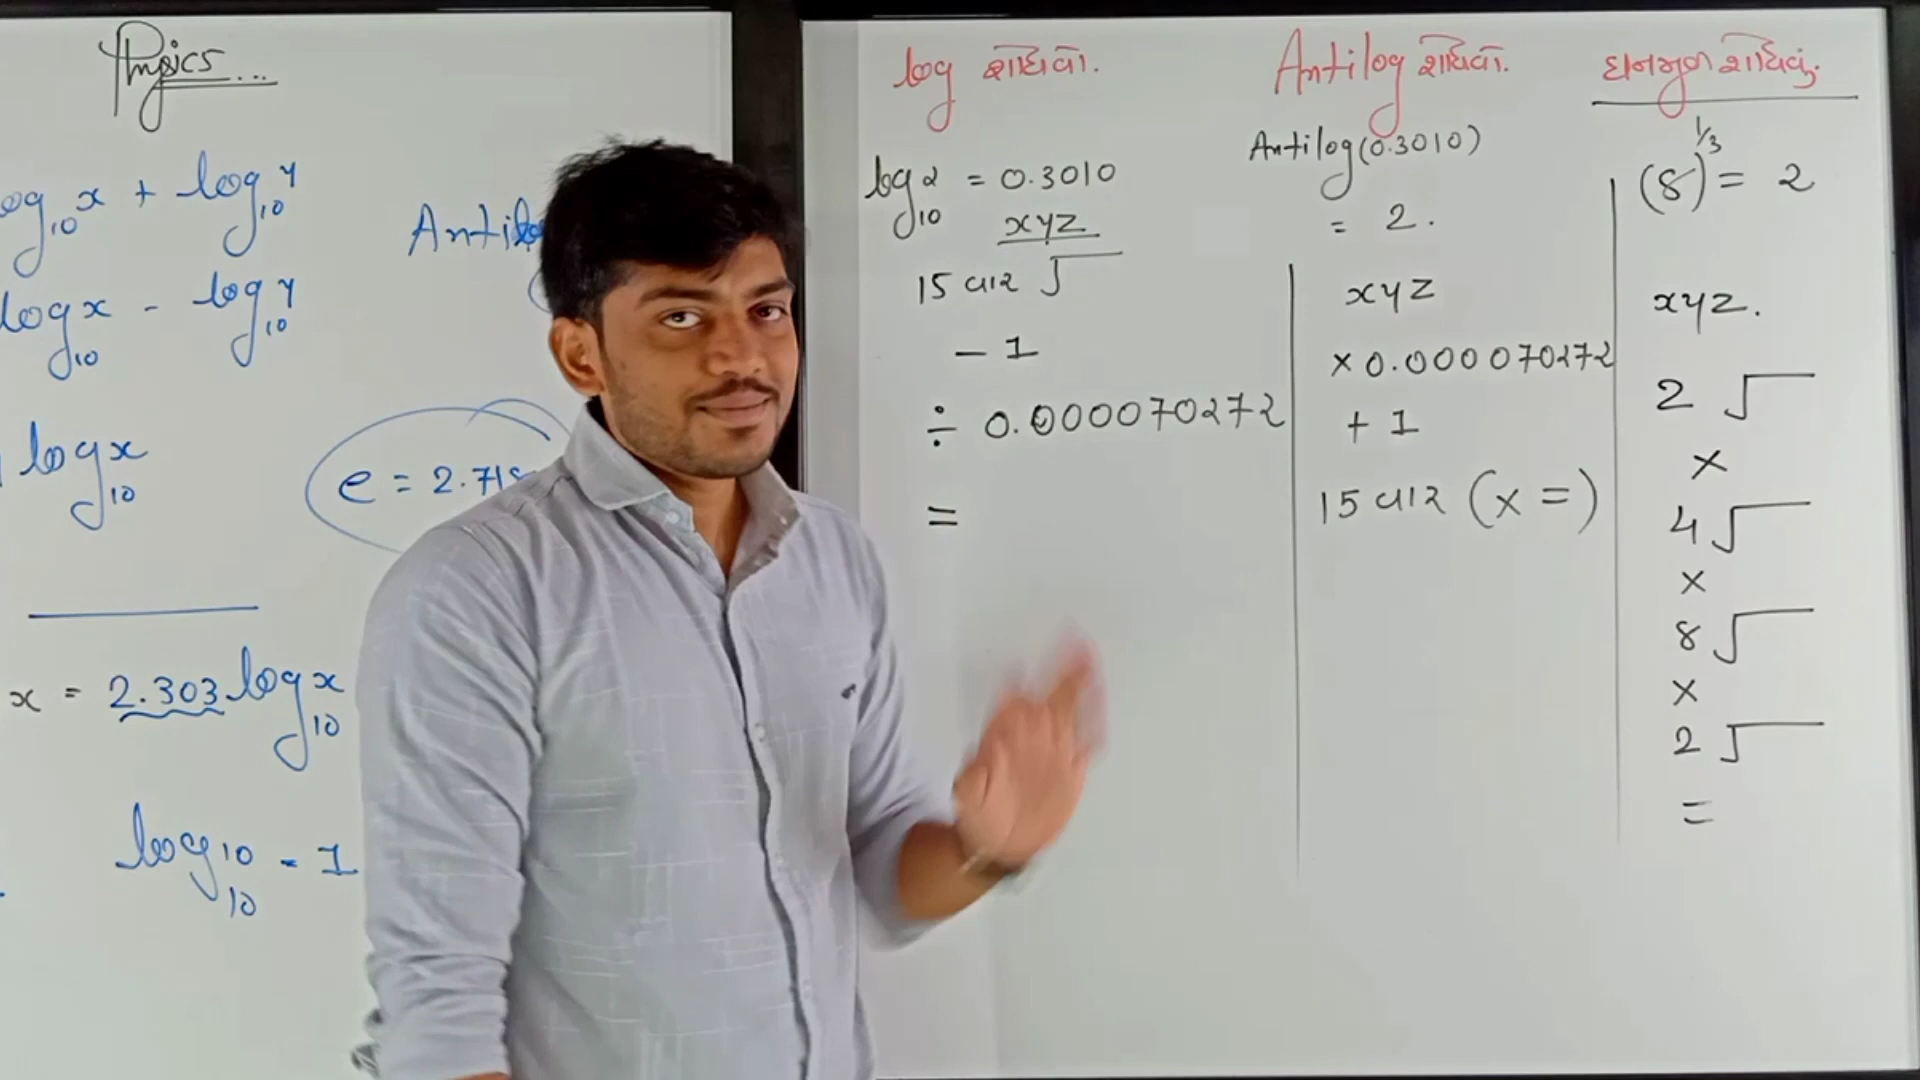 Physics...
log₁₀x + log₁₀y
log₁₀x - log₁₀y
log₁₀x
Anti
e = 2.718
x = 2.303 log₁₀x
log₁₀10 = 1
log શોધવો.
log₁₀2 = 0.3010
xyz
15 વાર √
- 1
÷ 0.000070272
=
Antilog શોધવો.
Antilog(0.3010)
= 2.
xyz
× 0.000070272
+ 1
15 વાર (× =)
ઘનમૂળ શોધવું.
(8)^1/3 = 2
xyz.
2 √
×
4 √
×
8 √
×
2 √
=